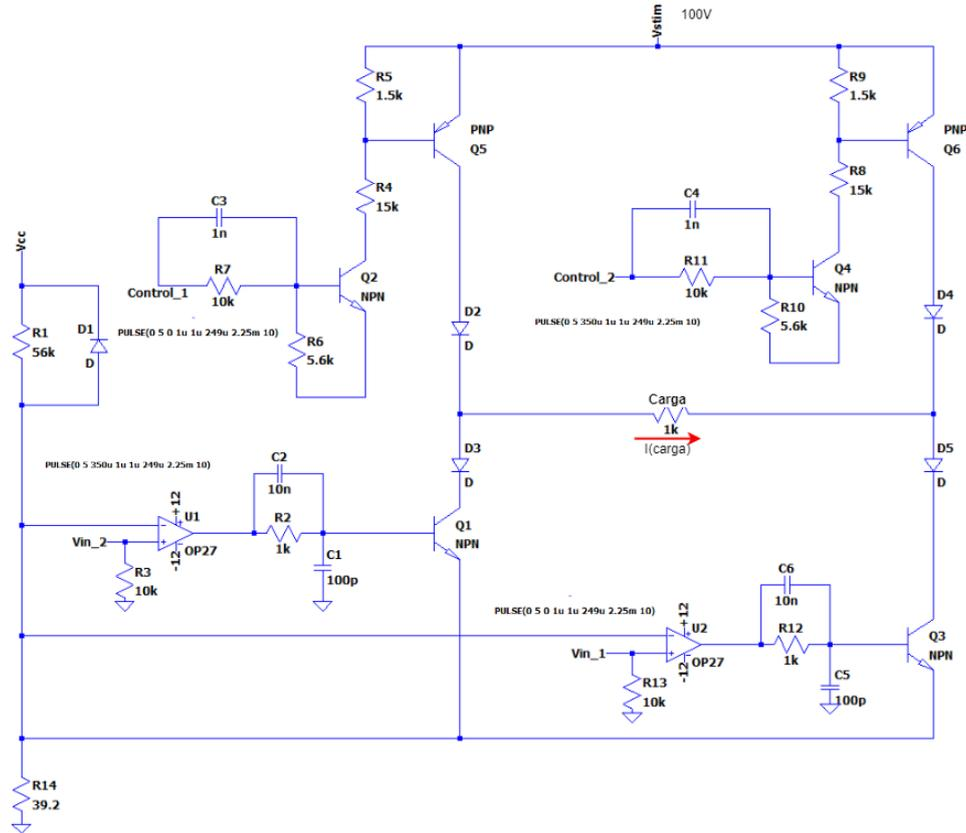 Vstim
100V
R5
1.5k
PNP
Q5
R9
1.5k
PNP
Q6
R4
15k
R8
15k
C3
1n
R7
10k
Control_1
Q2
NPN
R6
5.6k
PULSE(0 5 0 1u 1u 249u 2.25m 10)
C4
1n
R11
10k
Control_2
Q4
NPN
R10
5.6k
PULSE(0 5 350u 1u 1u 249u 2.25m 10)
Vcc
R1
56k
D1
D
D2
D
D4
D
Carga
1k
I(carga)
D3
D
D5
D
PULSE(0 5 350u 1u 1u 249u 2.25m 10)
C2
10n
+12
U1
Vin_2
-12
OP27
R2
1k
C1
100p
R3
10k
Q1
NPN
PULSE(0 5 0 1u 1u 249u 2.25m 10)
C6
10n
+12
U2
Vin_1
-12
OP27
R12
1k
C5
100p
R13
10k
Q3
NPN
R14
39.2